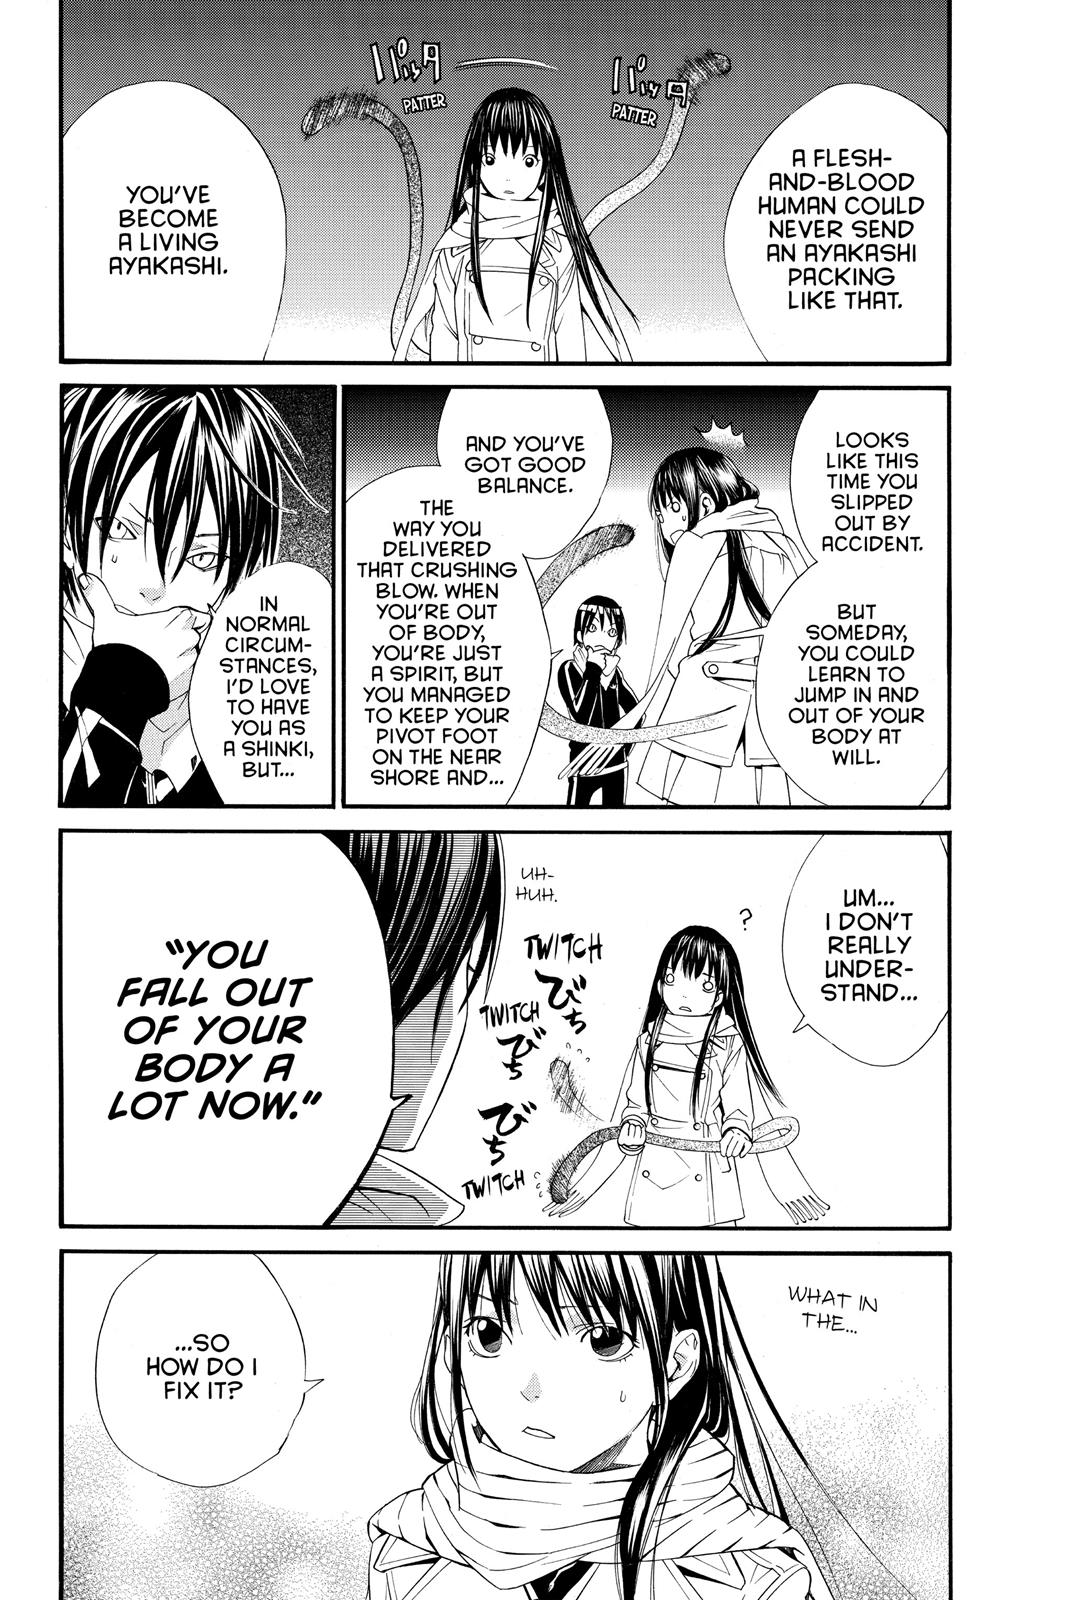 パタ
PATTER
パタ
PATTER
A FLESH-
AND-BLOOD
HUMAN COULD
NEVER SEND
AN AYAKASHI
PACKING
LIKE THAT.
YOU'VE
BECOME
A LIVING
AYAKASHI.
LOOKS
LIKE THIS
TIME YOU
SLIPPED
OUT BY
ACCIDENT.
BUT
SOMEDAY,
YOU COULD
LEARN TO
JUMP IN AND
OUT OF YOUR
BODY AT
WILL.
AND YOU'VE
GOT GOOD
BALANCE.
THE
WAY YOU
DELIVERED
THAT CRUSHING
BLOW. WHEN
YOU'RE OUT
OF BODY,
YOU'RE JUST
A SPIRIT, BUT
YOU MANAGED
TO KEEP YOUR
PIVOT FOOT
ON THE NEAR
SHORE AND...
IN
NORMAL
CIRCUM-
STANCES,
I'D LOVE
TO HAVE
YOU AS
A SHINKI,
BUT...
UM...
I DON'T
REALLY
UNDER-
STAND...
?
UH-
HUH.
TWITCH
びち
TWITCH
びち
びち
TWITCH
"YOU
FALL OUT
OF YOUR
BODY A
LOT NOW."
WHAT IN
THE...
...SO
HOW DO I
FIX IT?